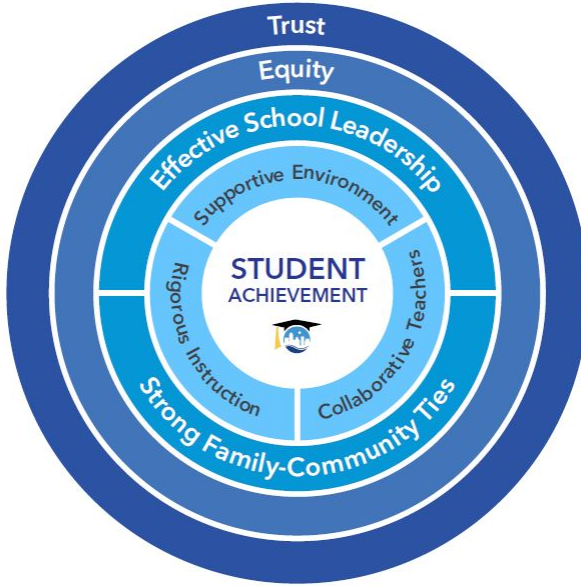 Trust
Equity
Effective School Leadership
Supportive Environment
STUDENT
ACHIEVEMENT
Rigorous Instruction
Collaborative Teachers
Strong Family-Community Ties